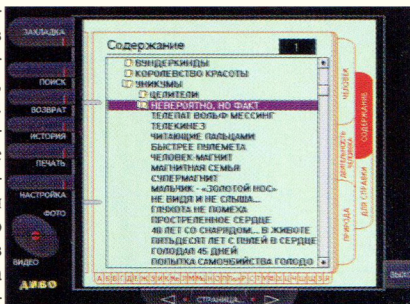 ЗАКЛАДКА
ПОИСК
ВОЗВРАТ
ИСТОРИЯ
ПЕЧАТЬ
НАСТРОЙКА
ФОТО
ВИДЕО
ДИВО
Содержание
1
ВУНДЕРКИНДЫ
КОРОЛЕВСТВО КРАСОТЫ
УНИКУМЫ
ЦЕЛИТЕЛИ
НЕВЕРОЯТНО, НО ФАКТ
ТЕЛЕПАТ ВОЛЬФ МЕССИНГ
ТЕЛЕКИНЕЗ
ЧИТАЮЩИЕ ПАЛЬЦАМИ
БЫСТРЕЕ ПУЛЕМЕТА
ЧЕЛОВЕК-МАГНИТ
МАГНИТНАЯ СЕМЬЯ
СУПЕРМАГНИТ
МАЛЬЧИК - «ЗОЛОТОЙ НОС»
НЕ ВИДЯ И НЕ СЛЫША...
ГЛУХОТА НЕ ПОМЕХА
ПРОСТРЕЛЕННОЕ СЕРДЦЕ
40 ЛЕТ СО СНАРЯДОМ... В ЖИВОТЕ
ПЯТЬДЕСЯТ ЛЕТ С ПУЛЕЙ В СЕРДЦЕ
ГОЛОДАЛ 45 ДНЕЙ
ПОПЫТКА САМОУБИЙСТВА ГОЛОДО
ЧЕЛОВЕК
СОДЕРЖАНИЕ
ДЕЯТЕЛЬНОСТЬ ЧЕЛОВЕКА
ДЛЯ СПРАВКИ
ПРИРОДА
СТРАНИЦА